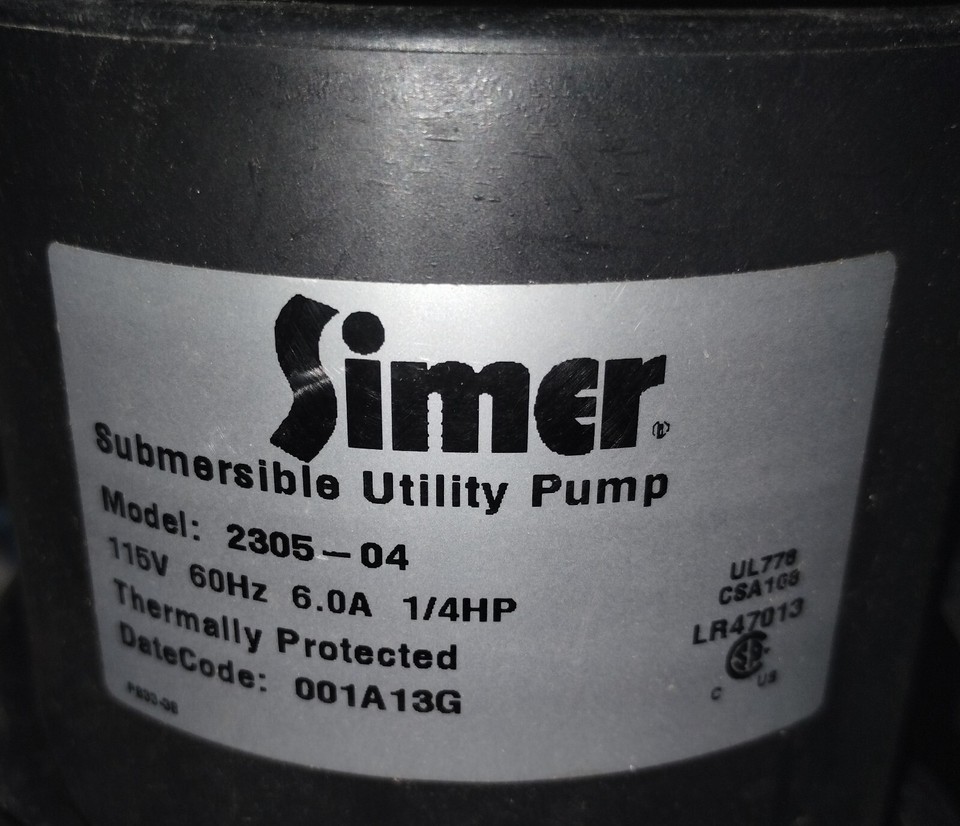 Simer®
Submersible Utility Pump
Model: 2305-04
115V 60Hz 6.0A 1/4HP
Thermally Protected
DateCode: 001A13G
UL778
CSA108
LR47013
C US